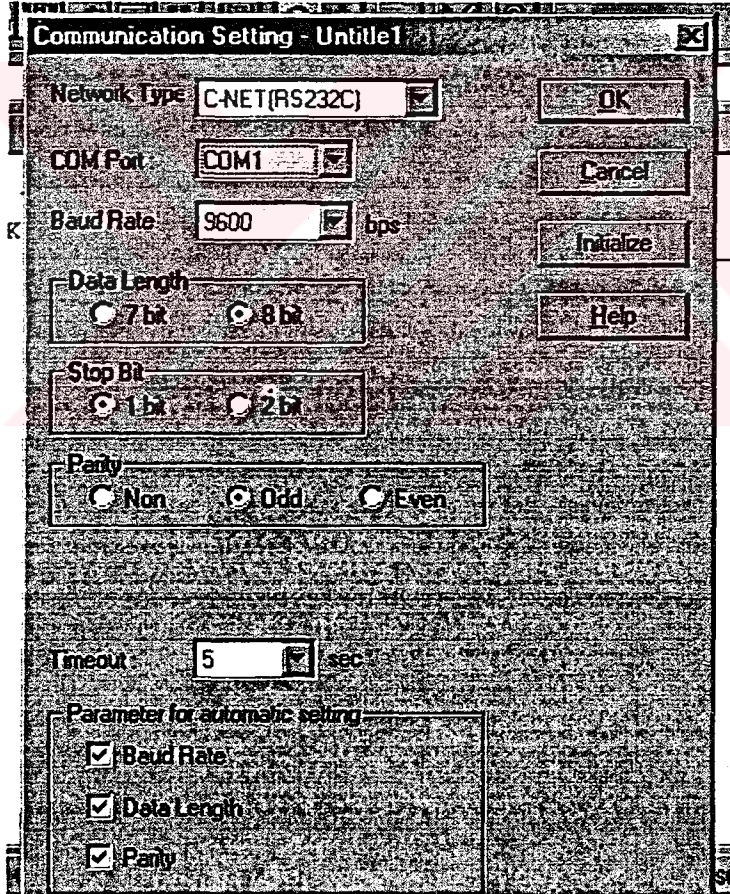 Communication Setting - Untitle1
Network Type C-NET(RS232C)
OK
COM Port COM1
Cancel
Baud Rate 9600 bps
Initialize
Data Length
7 bit 8 bit
Help
Stop Bit
1 bit 2 bit
Parity
Non Odd Even
Timeout : 5 sec
Parameter for automatic setting
Baud Rate
Data Length
Parity
K